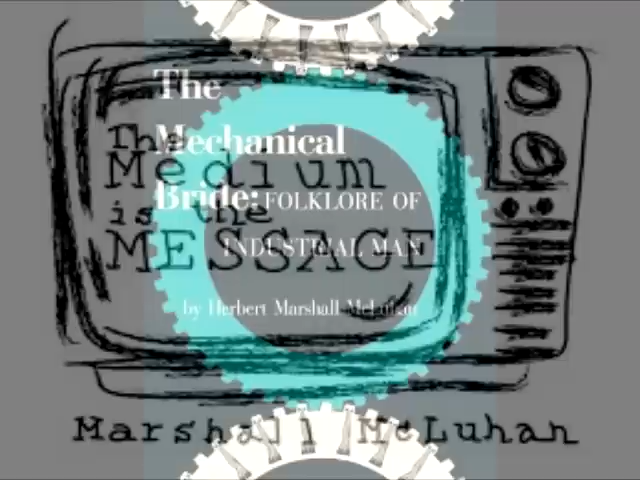 The
Mechanical
Bride: FOLKLORE OF
INDUSTRIAL MAN
by Herbert Marshall McLuhan
The
Medium
is the
MESSAGE
Marshall McLuhan